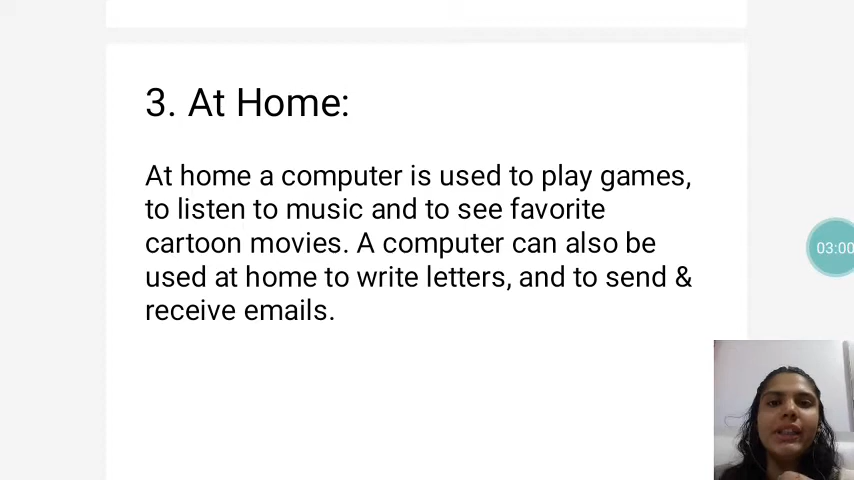 3. At Home:
At home a computer is used to play games,
to listen to music and to see favorite
cartoon movies. A computer can also be
used at home to write letters, and to send &
receive emails.
03:00